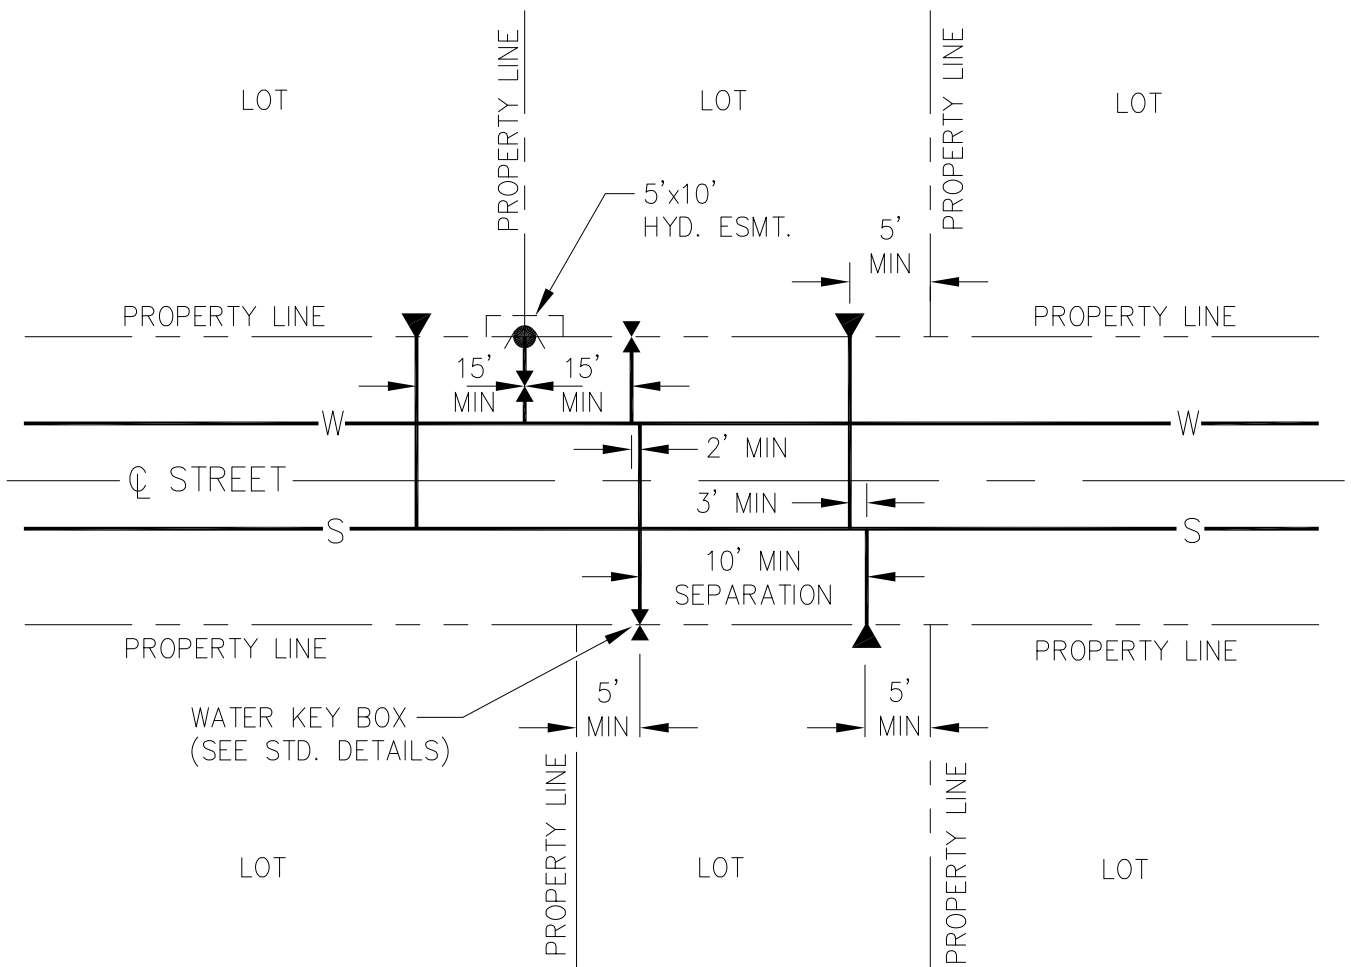 LOT
LOT
LOT
PROPERTY LINE
PROPERTY LINE
5'x10'
HYD. ESMT.
5'
MIN
PROPERTY LINE
PROPERTY LINE
15'
MIN
15'
MIN
W
W
2' MIN
℄ STREET
3' MIN
S
S
10' MIN
SEPARATION
PROPERTY LINE
PROPERTY LINE
5'
MIN
5'
MIN
WATER KEY BOX
(SEE STD. DETAILS)
PROPERTY LINE
PROPERTY LINE
LOT
LOT
LOT